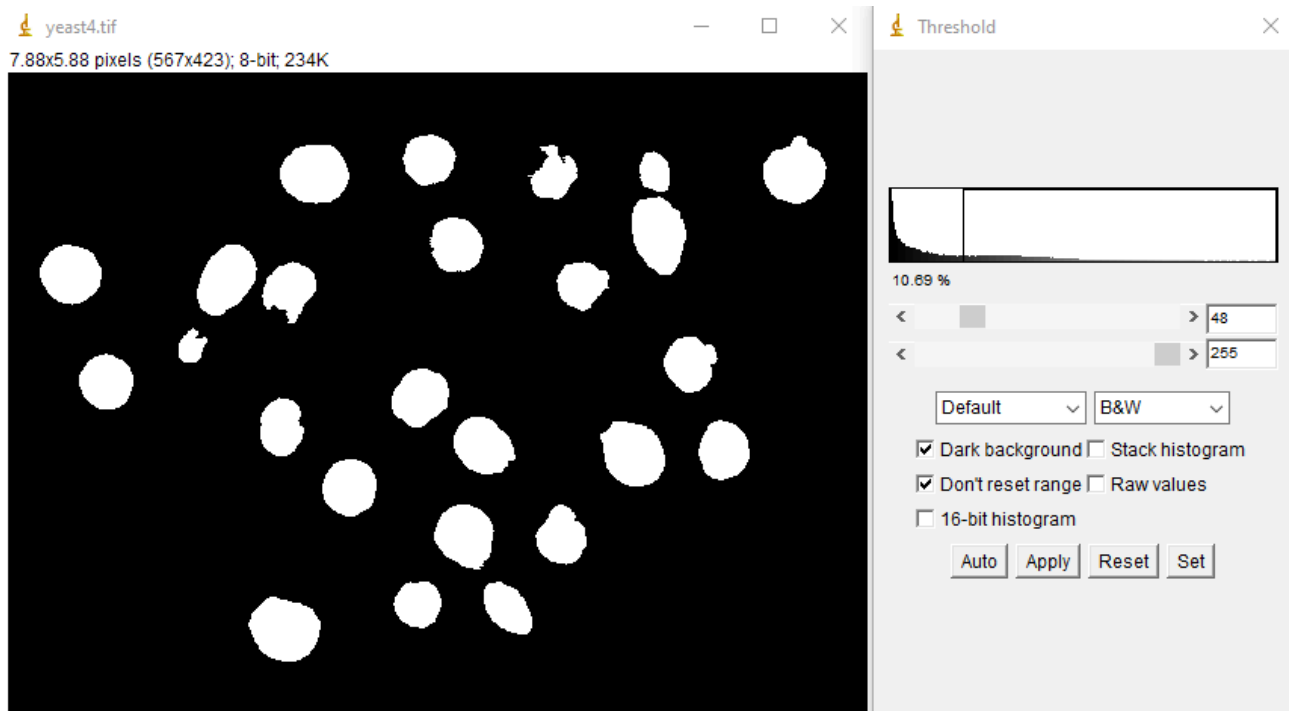 yeast4.tif
7.88x5.88 pixels (567x423); 8-bit; 234K
Threshold
10.69 %
48
255
Default B&W
Dark background Stack histogram
Don't reset range Raw values
16-bit histogram
Auto Apply Reset Set